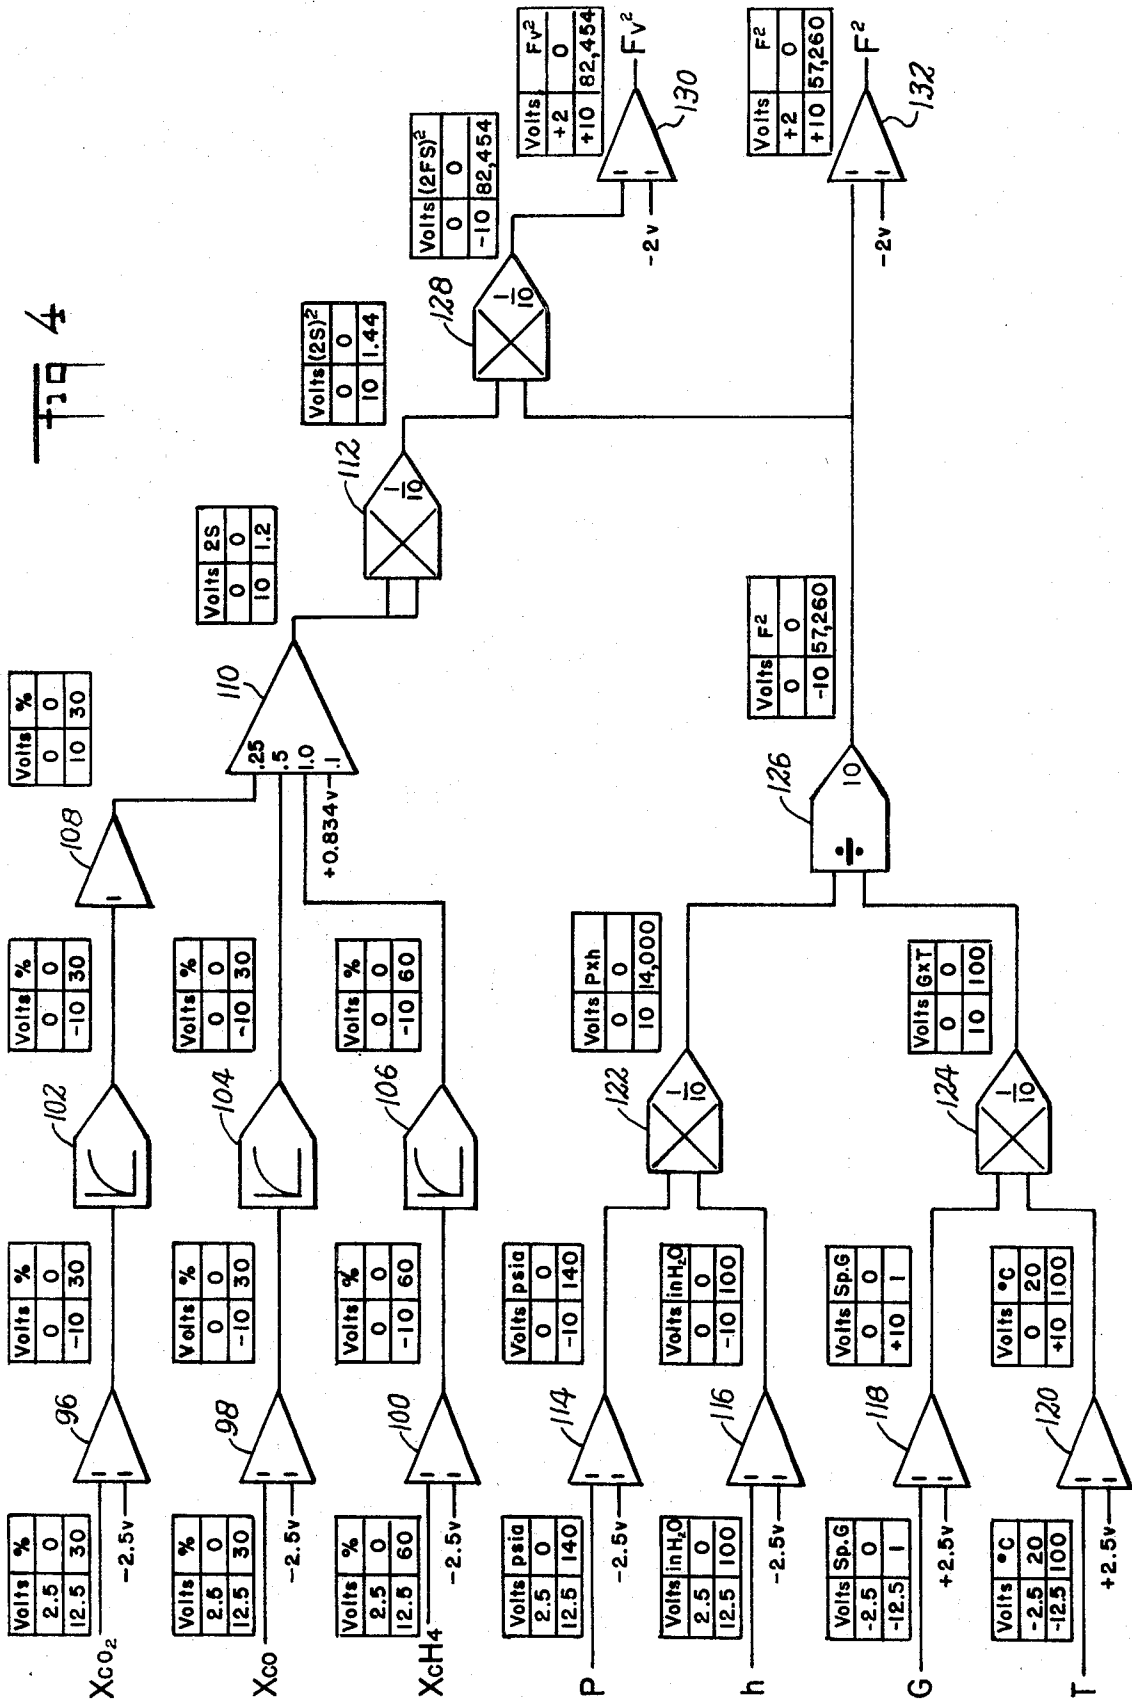 Fig 4
Volts %
0 0
10 30
Volts 2S
0 0
10 1.2
Volts (2S)²
0 0
10 1.44
Volts (2FS)²
0 0
-10 82,454
Volts Fv²
+2 0
+10 82,454
Volts %
2.5 0
12.5 30
Volts %
0 0
-10 30
Volts %
0 0
-10 30
96
102
108
110
112
128
130
Xco₂
-2.5v
.25
.5
1.0
.1
+0.834v
1/10
1/10
-2v
Fv²
Volts %
2.5 0
12.5 30
Volts %
0 0
-10 30
Volts %
0 0
-10 30
98
104
Xco
-2.5v
Volts %
2.5 0
12.5 60
Volts %
0 0
-10 60
Volts %
0 0
-10 60
100
106
XcH4
-2.5v
Volts psia
2.5 0
12.5 140
Volts psia
0 0
-10 140
Volts Pxh
0 0
10 14,000
Volts F²
0 0
-10 57,260
Volts F²
+2 0
+10 57,260
114
122
126
132
P
-2.5v
1/10
÷
10
-2v
F²
Volts inH₂O
2.5 0
12.5 100
Volts inH₂O
0 0
-10 100
116
h
-2.5v
Volts Sp.G
-2.5 0
-12.5 1
Volts Sp.G
0 0
+10 1
Volts GxT
0 0
10 100
118
124
G
+2.5v
1/10
Volts °C
-2.5 20
-12.5 100
Volts °C
0 20
+10 100
120
T
+2.5v